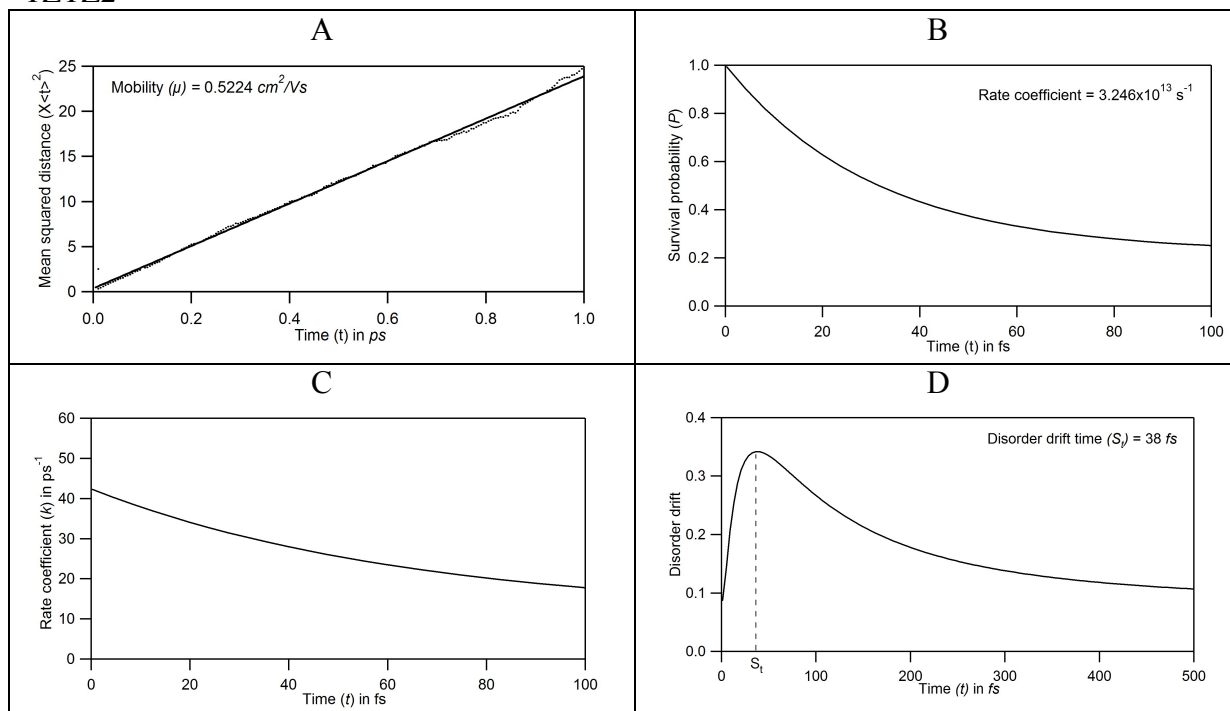 A
Mean squared distance (X<t>²)
25
20
15
10
5
0
Mobility (μ) = 0.5224 cm²/Vs
0.0 0.2 0.4 0.6 0.8 1.0
Time (t) in ps
B
Survival probability (P)
1.0
0.8
0.6
0.4
0.2
0.0
Rate coefficient = 3.246x10¹³ s⁻¹
0 20 40 60 80 100
Time (t) in fs
C
Rate coefficient (k) in ps⁻¹
60
50
40
30
20
10
0
0 20 40 60 80 100
Time (t) in fs
D
Disorder drift
0.4
0.3
0.2
0.1
0.0
Disorder drift time (Sₜ) = 38 fs
0 Sₜ 100 200 300 400 500
Time (t) in fs